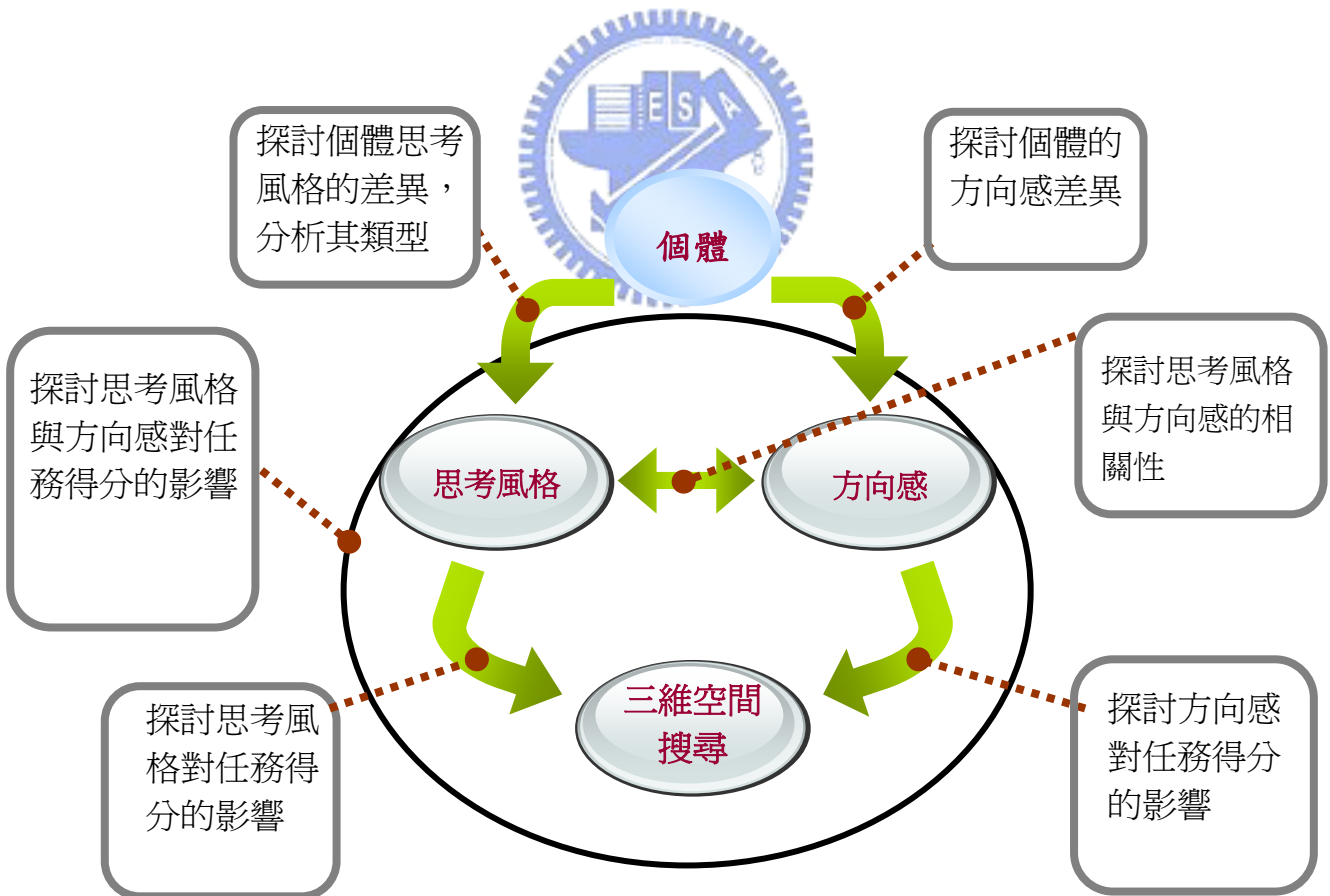 ESA
探討個體思考
風格的差異，
分析其類型
探討個體的
方向感差異
個體
探討思考風格
與方向感對任
務得分的影響
探討思考風格
與方向感的相
關性
思考風格
方向感
三維空間
搜尋
探討思考風
格對任務得
分的影響
探討方向感
對任務得分
的影響